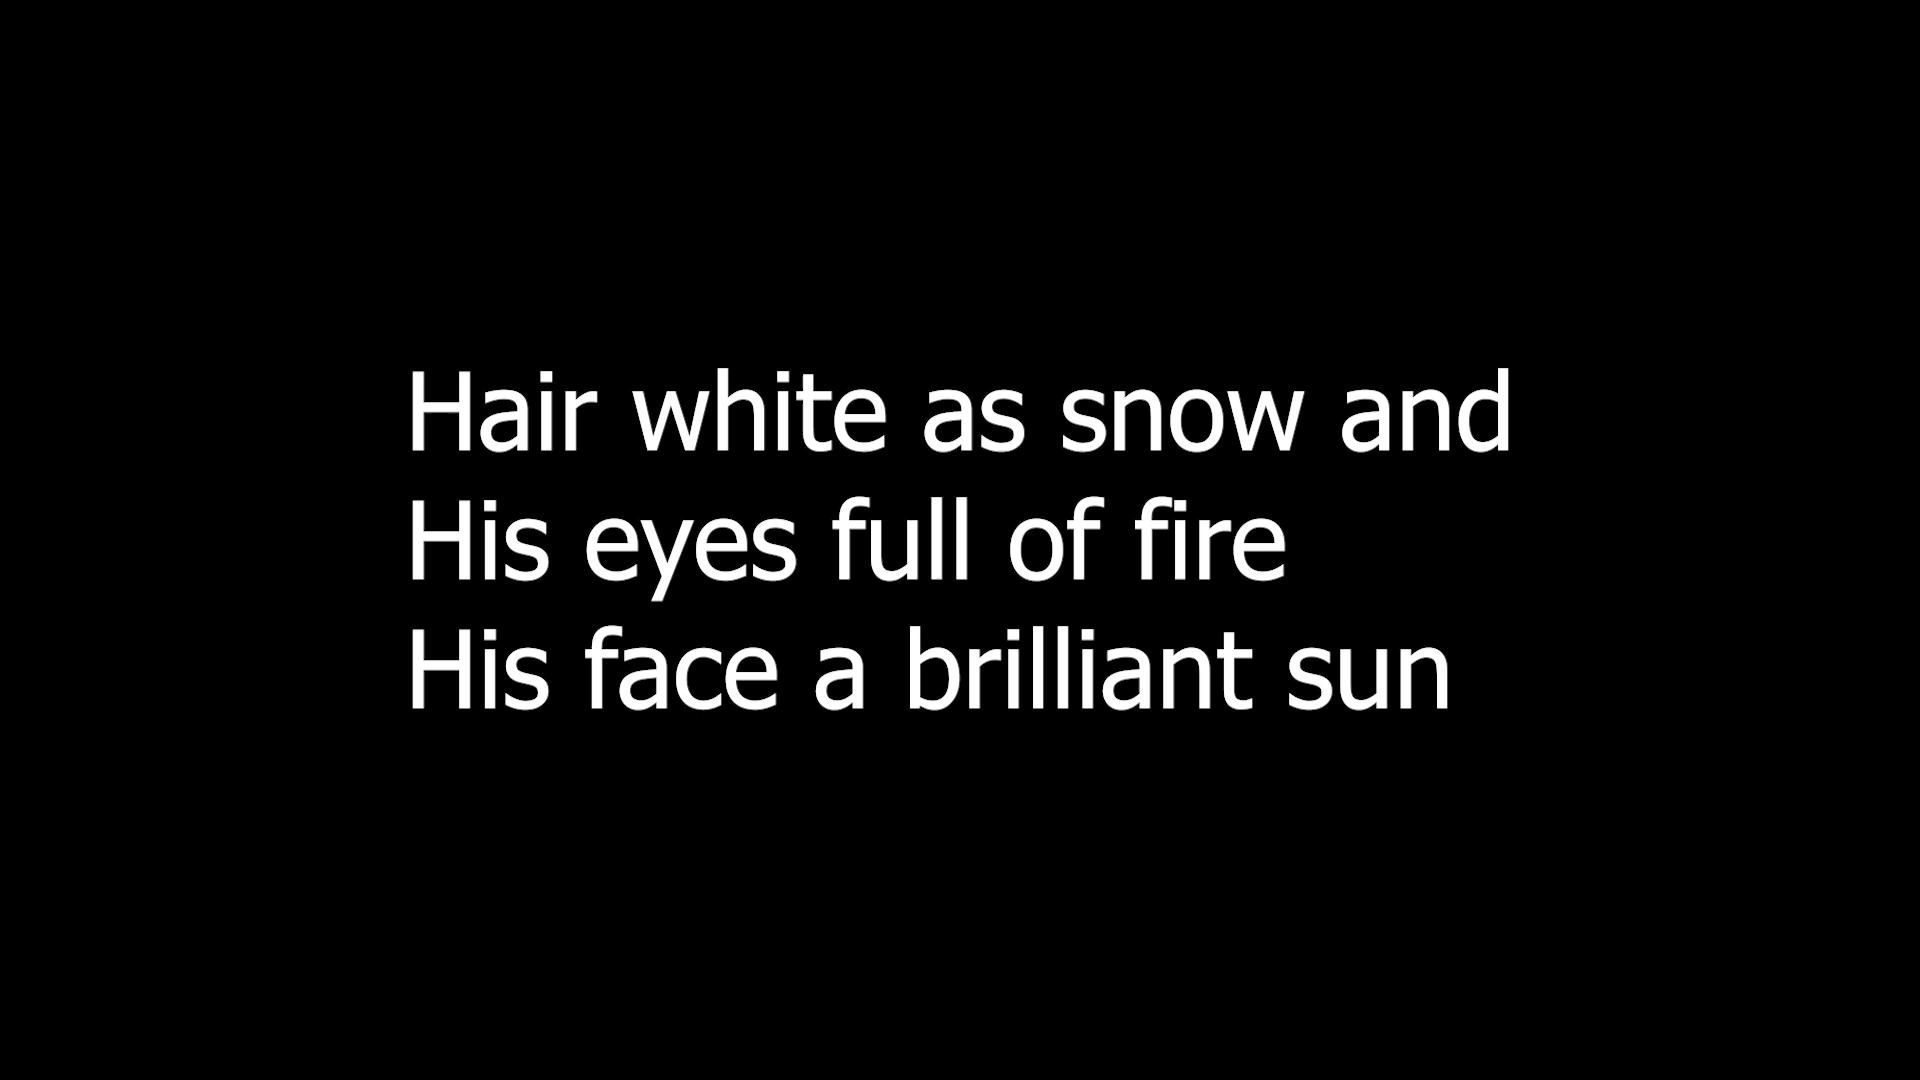 Hair white as snow and
His eyes full of fire
His face a brilliant sun